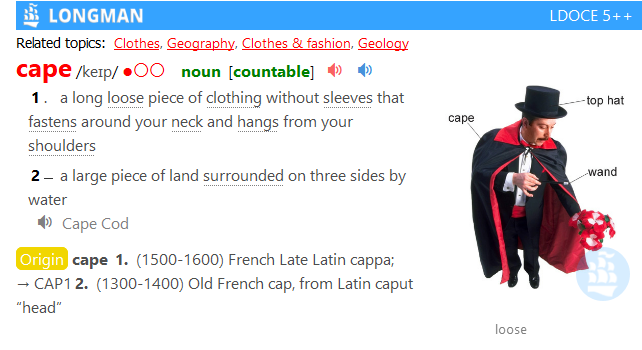 LONGMAN
LDOCE 5++
Related topics: Clothes, Geography, Clothes & fashion, Geology
cape /keɪp/ ●○○ noun [countable]
1 . a long loose piece of clothing without sleeves that
fastens around your neck and hangs from your
shoulders
2 – a large piece of land surrounded on three sides by
water
Cape Cod
Origin cape 1. (1500-1600) French Late Latin cappa;
→ CAP1 2. (1300-1400) Old French cap, from Latin caput
“head”
top hat
cape
wand
loose